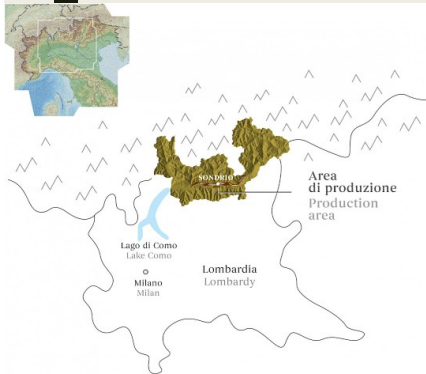 SONDRIO
Area
di produzione
Production
area
Lago di Como
Lake Como
Lombardia
Lombardy
Milano
Milan